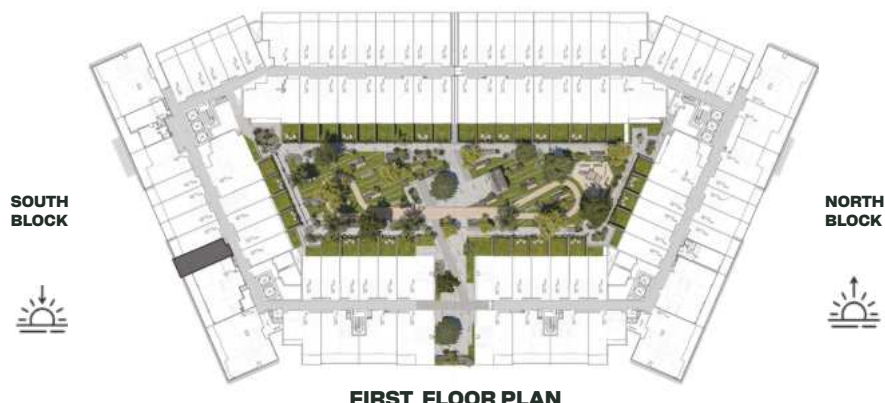 SOUTH
BLOCK
NORTH
BLOCK
FIRST FLOOR PLAN